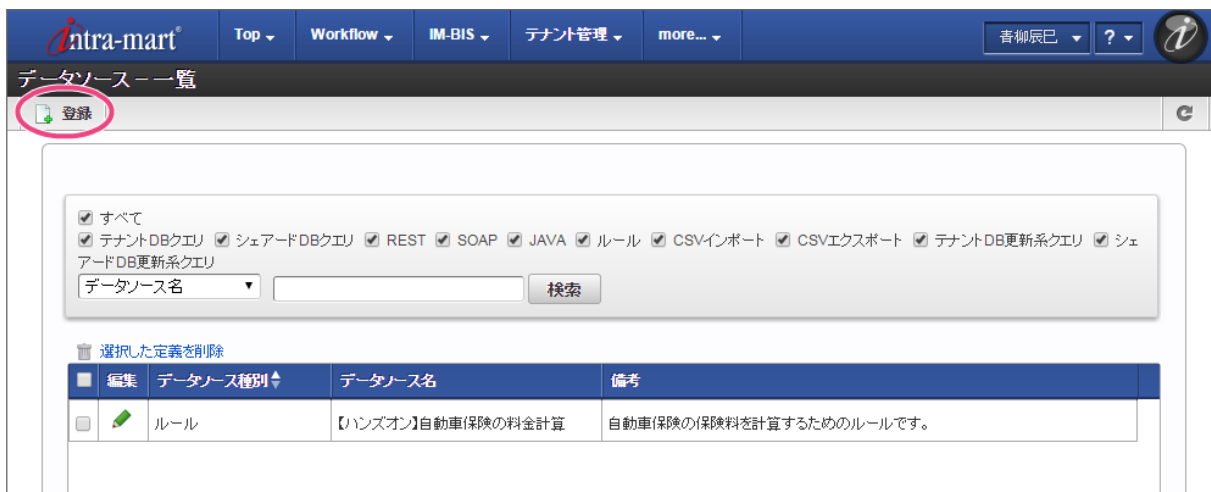 intra-mart® Top Workflow IM-BIS テナント管理 more... 青柳辰巳 ? i
データソース - 一覧
登録
すべて
テナントDBクエリ シェアードDBクエリ REST SOAP JAVA ルール CSVインポート CSVエクスポート テナントDB更新系クエリ シェ
アードDB更新系クエリ
データソース名 検索
選択した定義を削除
編集 データソース種別 データソース名 備考
ルール 【ハンズオン】自動車保険の料金計算 自動車保険の保険料を計算するためのルールです。